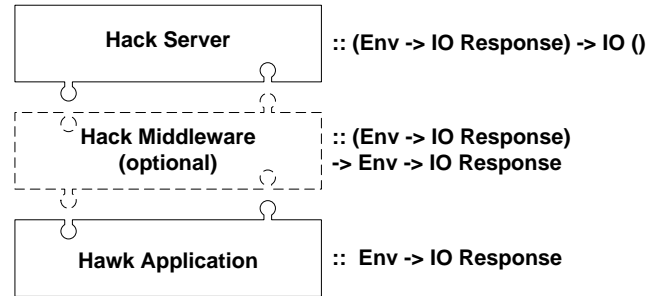 Hack Server
:: (Env -> IO Response) -> IO ()
Hack Middleware
(optional)
:: (Env -> IO Response)
-> Env -> IO Response
Hawk Application
:: Env -> IO Response